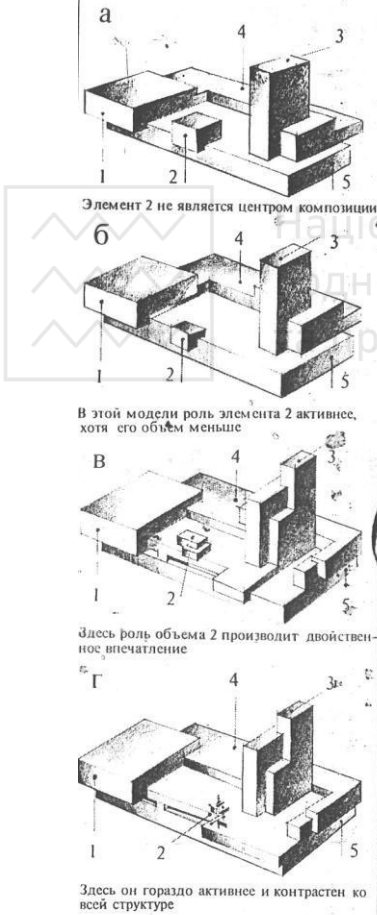 а
4
3
1
2
5
Элемент 2 не является центром композиции
б
4
3
1
2
5
В этой модели роль элемента 2 активнее,
хотя его объем меньше
В
4
3
1
2
5
Здесь роль объема 2 производит двойствен-
ное впечатление
Г
4
3
1
2
5
Здесь он гораздо активнее и контрастен ко
всей структуре